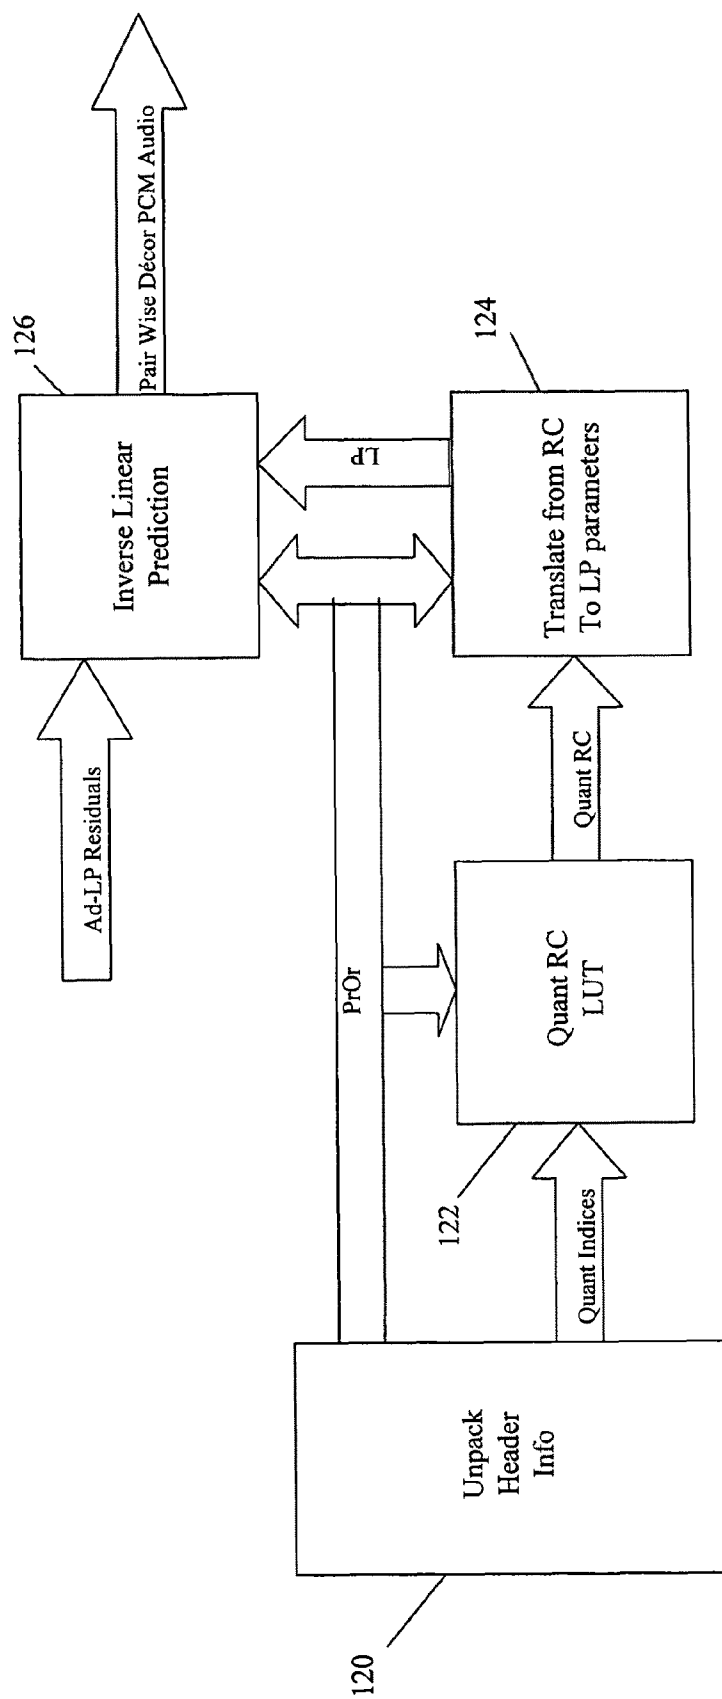 Ad-LP Residuals
126
Inverse Linear
Prediction
Pair Wise Décor PCM Audio
PrOr
LP
120
Unpack
Header
Info
Quant Indices
122
Quant RC
LUT
Quant RC
124
Translate from RC
To LP parameters